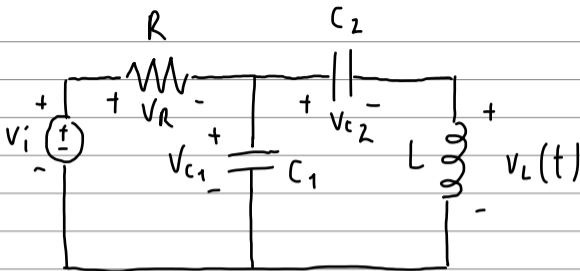 R
C2
+ VR -
+ VC2 -
+
Vi
-
+
-
+
VC1
-
C1
L
+
VL(t)
-